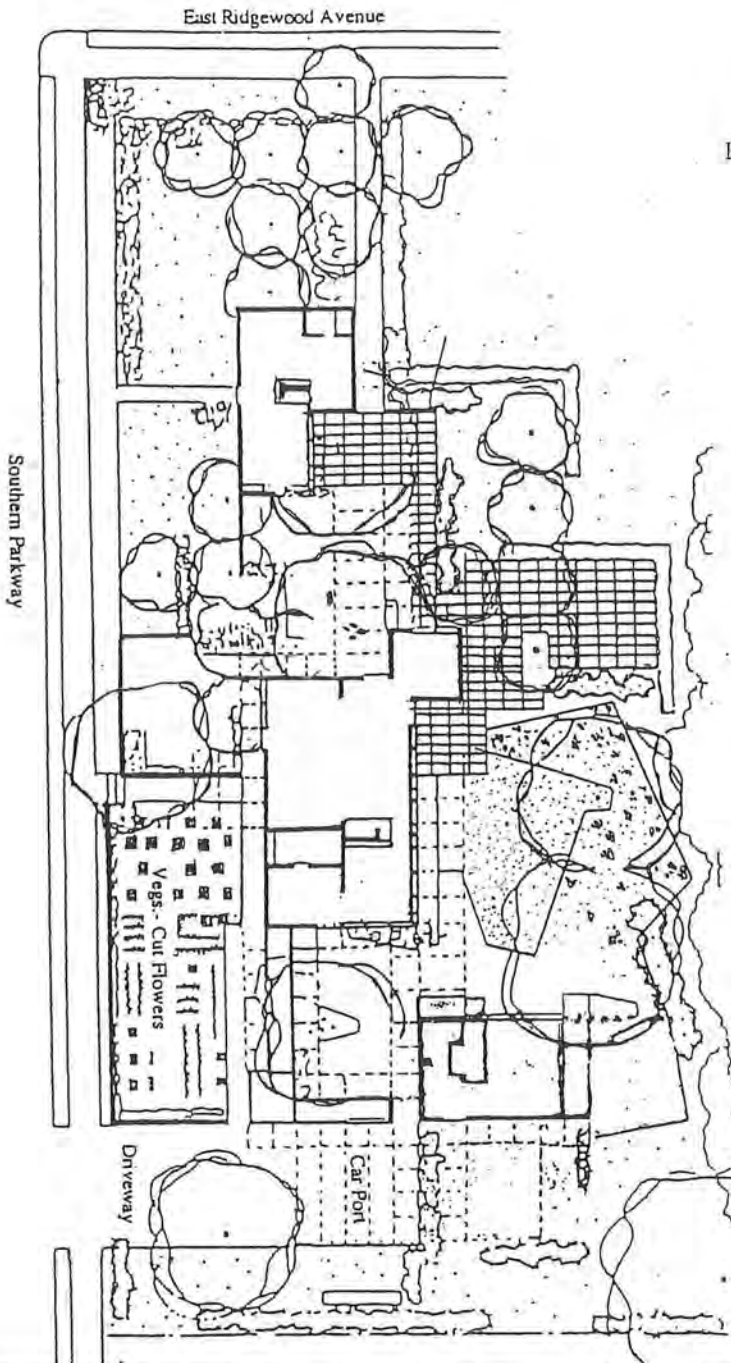 East Ridgewood Avenue
Southern Parkway
Vegs.- Cut Flowers
Driveway
Car Port